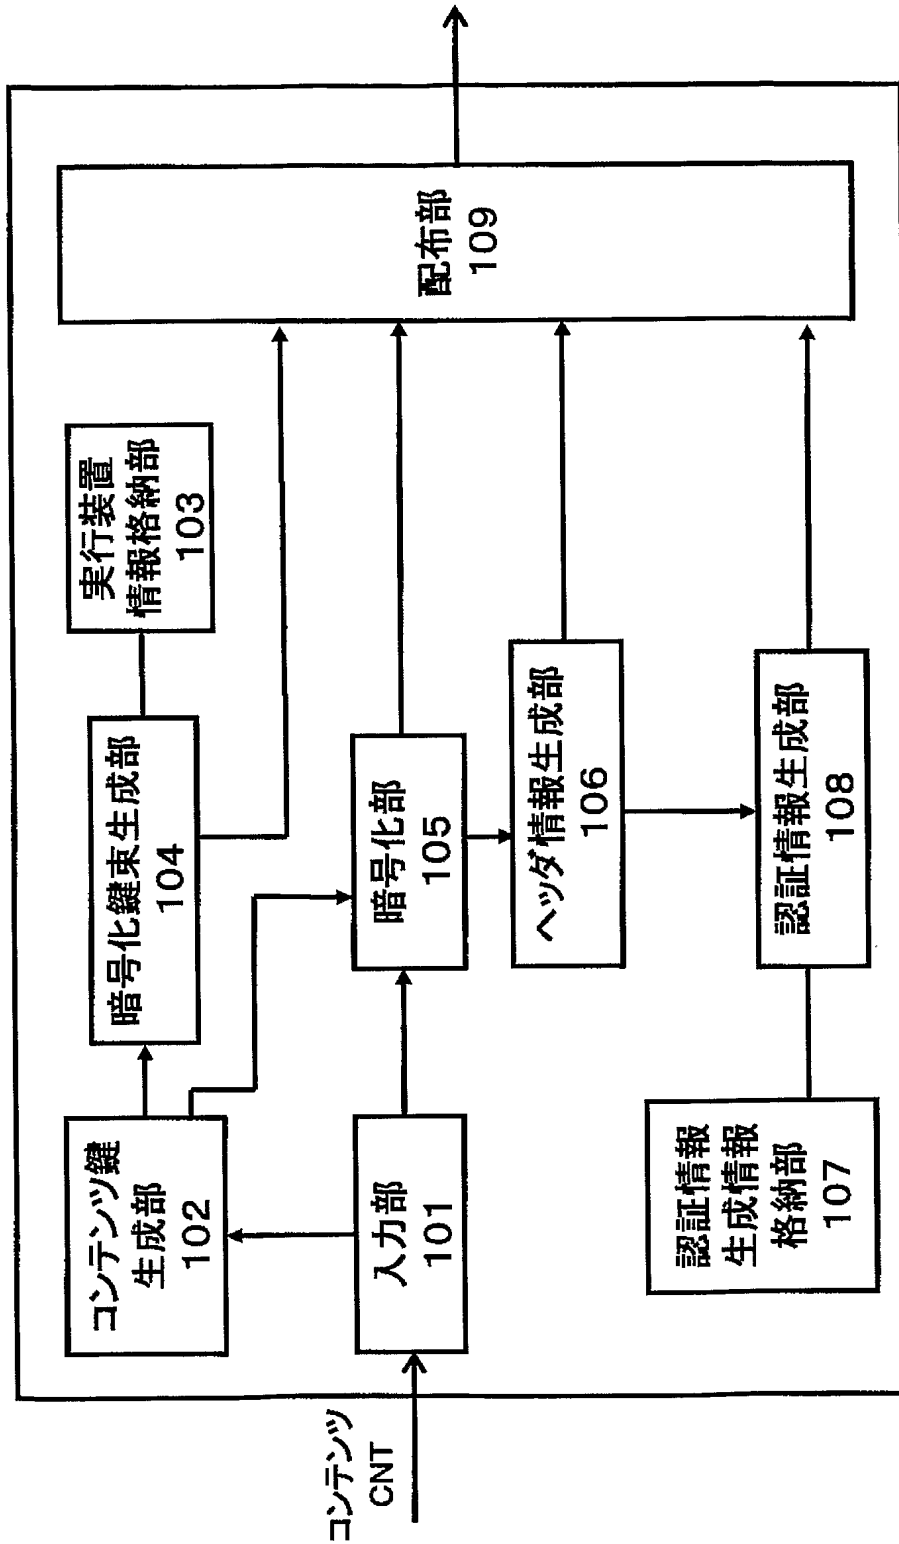 コンテンツ
CNT
コンテンツ鍵
生成部
102
暗号化鍵束生成部
104
実行装置
情報格納部
103
入力部
101
暗号化部
105
ヘッダ情報生成部
106
認証情報
生成情報
格納部
107
認証情報生成部
108
配布部
109